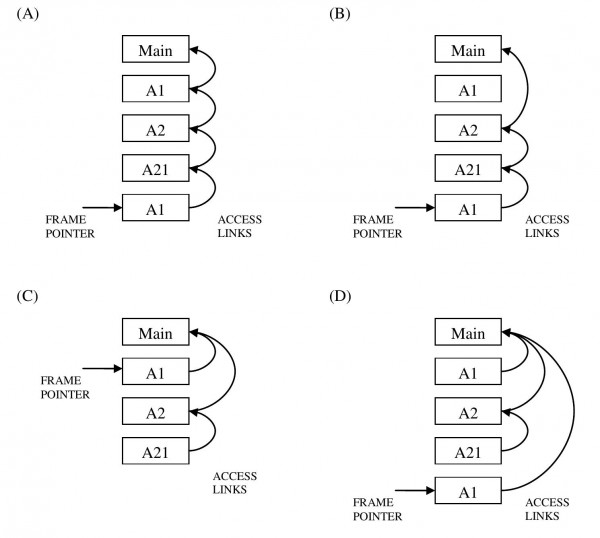 (A)
Main
A1
A2
A21
A1
FRAME
POINTER
ACCESS
LINKS
(B)
Main
A1
A2
A21
A1
FRAME
POINTER
ACCESS
LINKS
(C)
Main
A1
FRAME
POINTER
A2
A21
ACCESS
LINKS
(D)
Main
A1
A2
A21
A1
FRAME
POINTER
ACCESS
LINKS